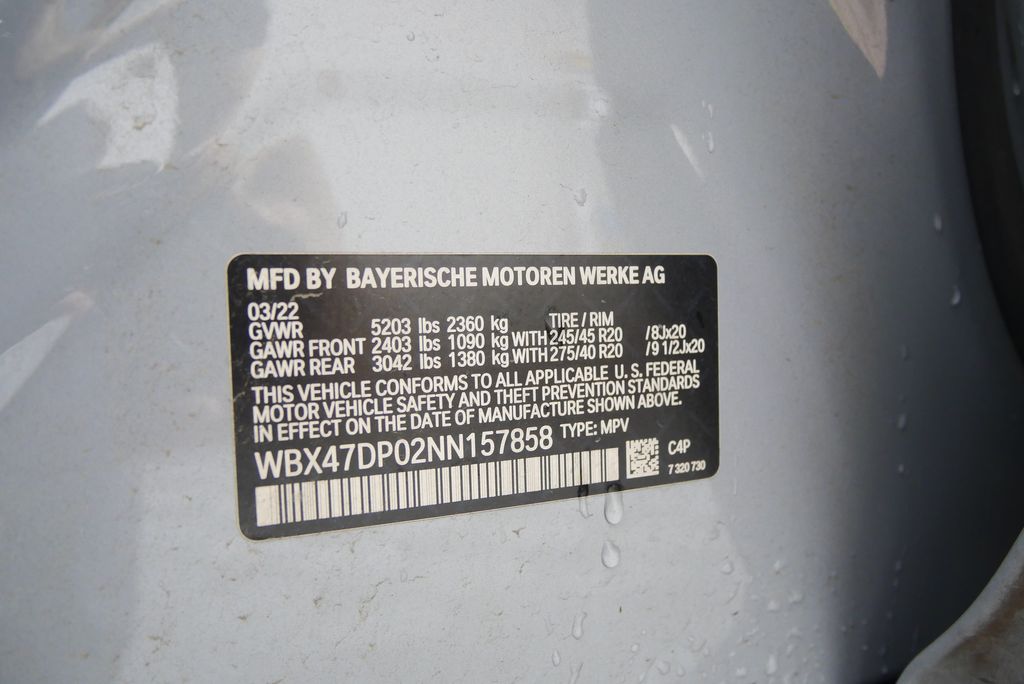 MFD BY BAYERISCHE MOTOREN WERKE AG
03/22 TIRE / RIM
GVWR 5203 lbs 2360 kg
GAWR FRONT 2403 lbs 1090 kg WITH 245/45 R20 /8Jx20
GAWR REAR 3042 lbs 1380 kg WITH 275/40 R20 /9 1/2Jx20
THIS VEHICLE CONFORMS TO ALL APPLICABLE U. S. FEDERAL
MOTOR VEHICLE SAFETY AND THEFT PREVENTION STANDARDS
IN EFFECT ON THE DATE OF MANUFACTURE SHOWN ABOVE.
WBX47DP02NN157858 TYPE: MPV
C4P
7 320 730